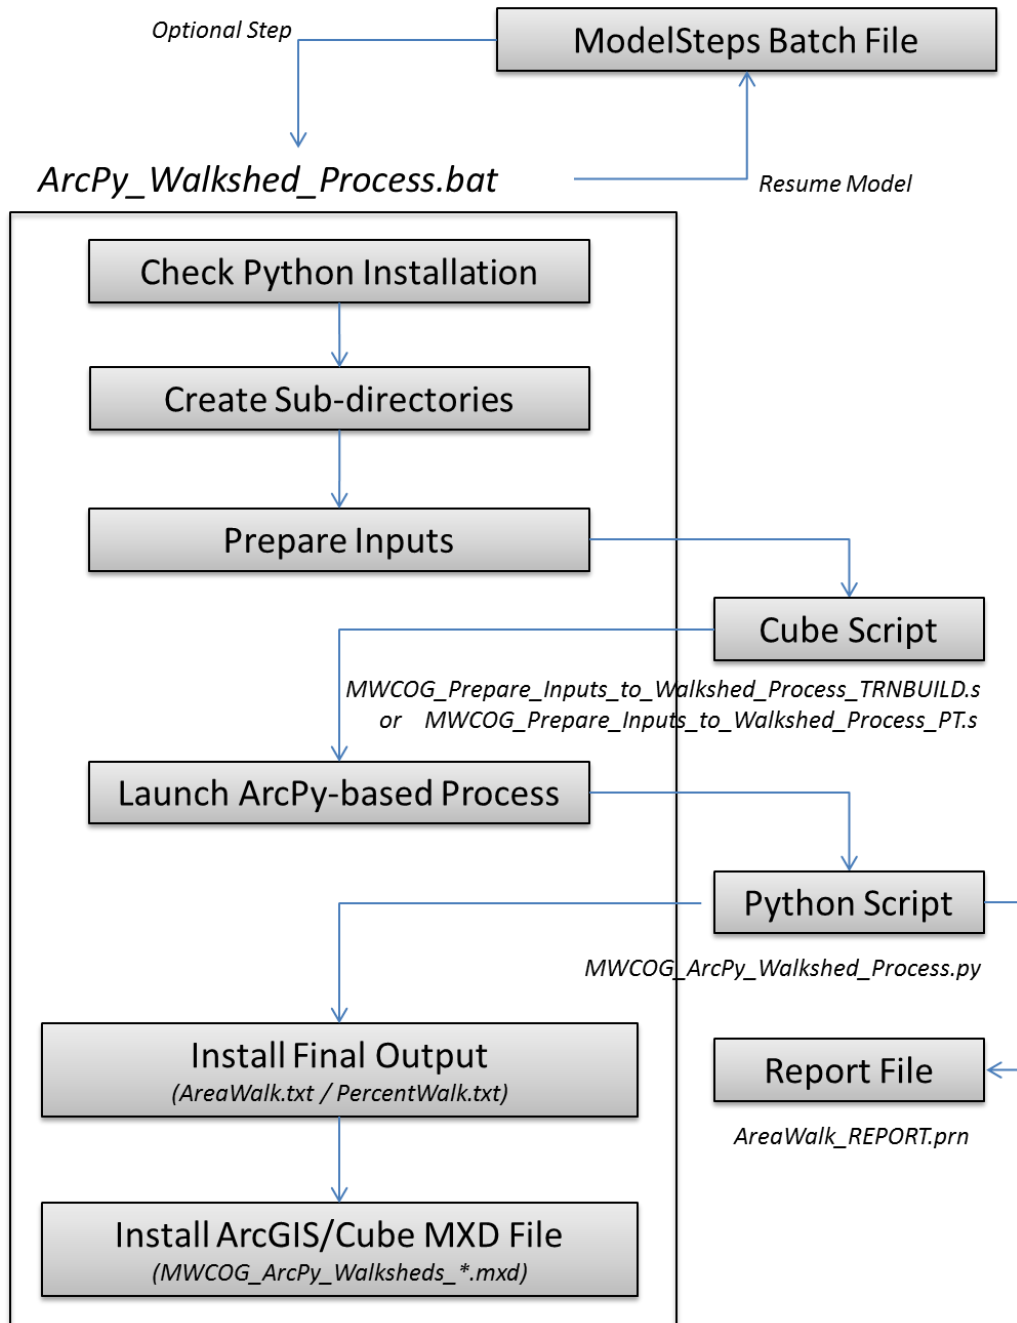 Optional Step
ModelSteps Batch File
ArcPy_Walkshed_Process.bat
Resume Model
Check Python Installation
Create Sub-directories
Prepare Inputs
Cube Script
MWCOG_Prepare_Inputs_to_Walkshed_Process_TRNBUILD.s
or MWCOG_Prepare_Inputs_to_Walkshed_Process_PT.s
Launch ArcPy-based Process
Python Script
MWCOG_ArcPy_Walkshed_Process.py
Install Final Output
(AreaWalk.txt / PercentWalk.txt)
Report File
AreaWalk_REPORT.prn
Install ArcGIS/Cube MXD File
(MWCOG_ArcPy_Walksheds_*.mxd)